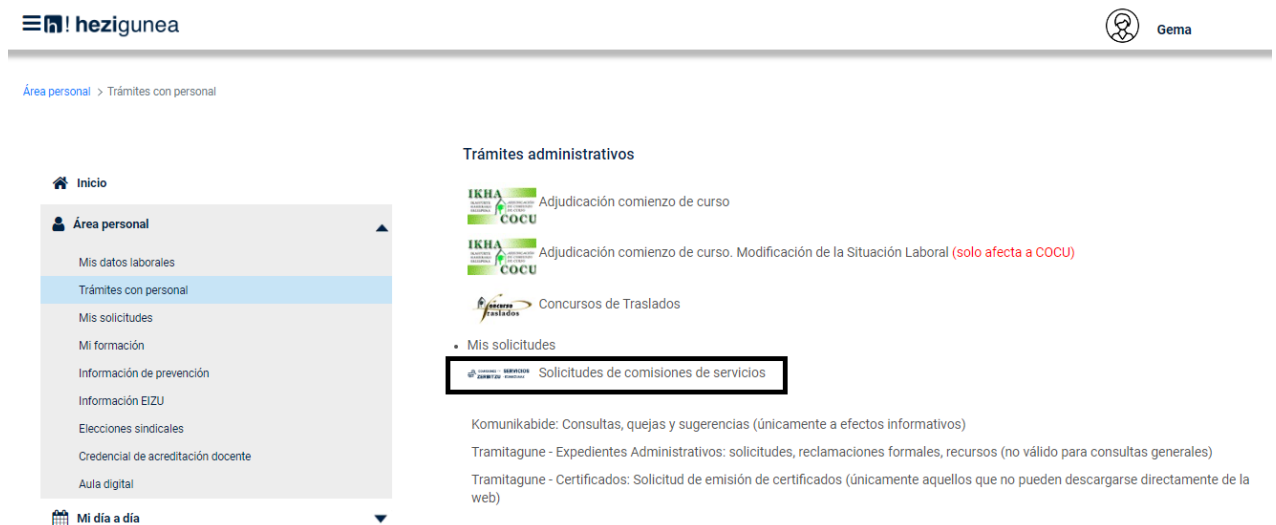 h! hezigunea
Gema
Área personal > Trámites con personal
Inicio
Área personal
Mis datos laborales
Trámites con personal
Mis solicitudes
Mi formación
Información de prevención
Información EIZU
Elecciones sindicales
Credencial de acreditación docente
Aula digital
Mi día a día
Trámites administrativos
IKHA
COCU
Adjudicación comienzo de curso
IKHA
COCU
Adjudicación comienzo de curso. Modificación de la Situación Laboral (solo afecta a COCU)
Concursos de Traslados
• Mis solicitudes
Solicitudes de comisiones de servicios
Komunikabide: Consultas, quejas y sugerencias (únicamente a efectos informativos)
Tramitagune - Expedientes Administrativos: solicitudes, reclamaciones formales, recursos (no válido para consultas generales)
Tramitagune - Certificados: Solicitud de emisión de certificados (únicamente aquellos que no pueden descargarse directamente de la
web)